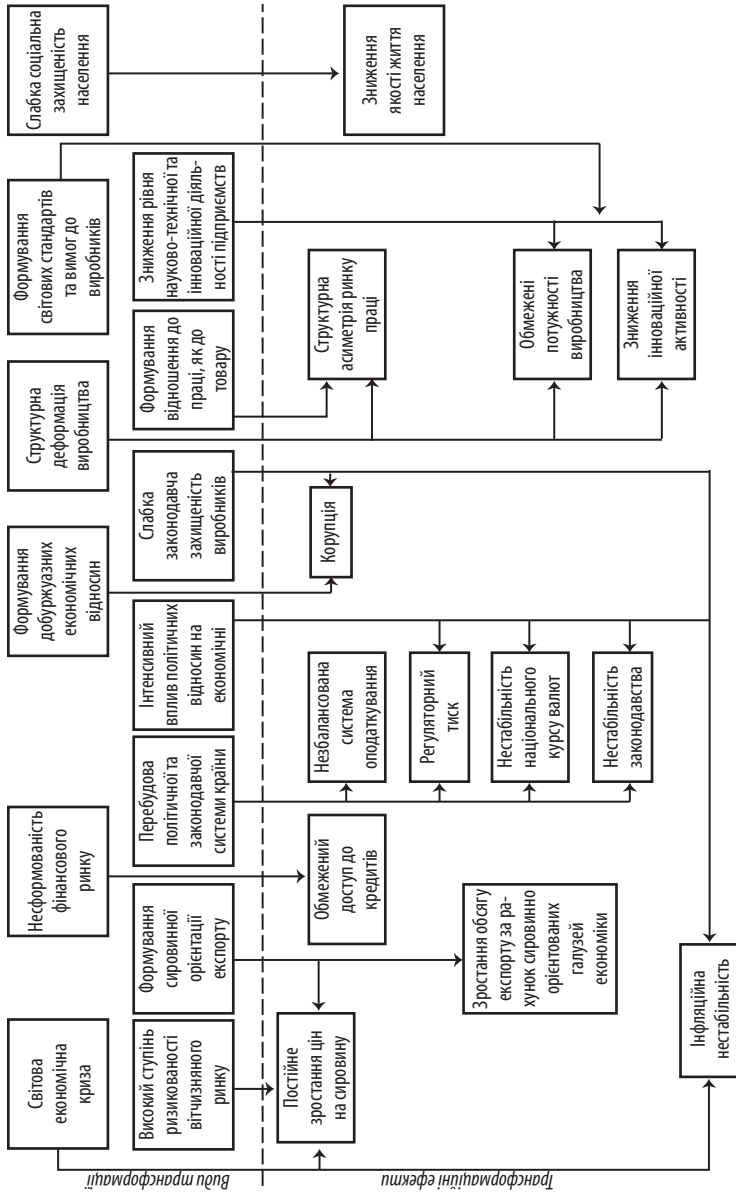 Світова
економічна
криза
Несформованість
фінансового
ринку
Формування
добуржуазних
економічних
відносин
Структурна
деформація
виробництва
Формування
світових стандартів
та вимог до
виробників
Слабка соціальна
захищеність
населення
Види трансформації
Високий ступінь
ризикованості
вітчизняного
ринку
Формування
сировинної
орієнтації
експорту
Перебудова
політичної та
законодавчої
системи країни
Інтенсивний
вплив політичних
відносин на
економічні
Слабка
законодавча
захищеність
виробників
Формування
відношення до
праці, як до
товару
Зниження рівня
науково-технічної та
інноваційної діяль-
ності підприємств
Трансформаційні ефекти
Постійне
зростання цін
на сировину
Обмежений
доступ до
кредитів
Незбалансована
система
оподаткування
Корупція
Структурна
асиметрія ринку
праці
Зниження
якості життя
населення
Регуляторний
тиск
Зростання обсягу
експорту за ра-
хунок сировинно
орієнтованих
галузей
економіки
Нестабільність
національного
курсу валют
Обмежені
потужності
виробництва
Нестабільність
законодавства
Зниження
інноваційної
активності
Інфляційна
нестабільність